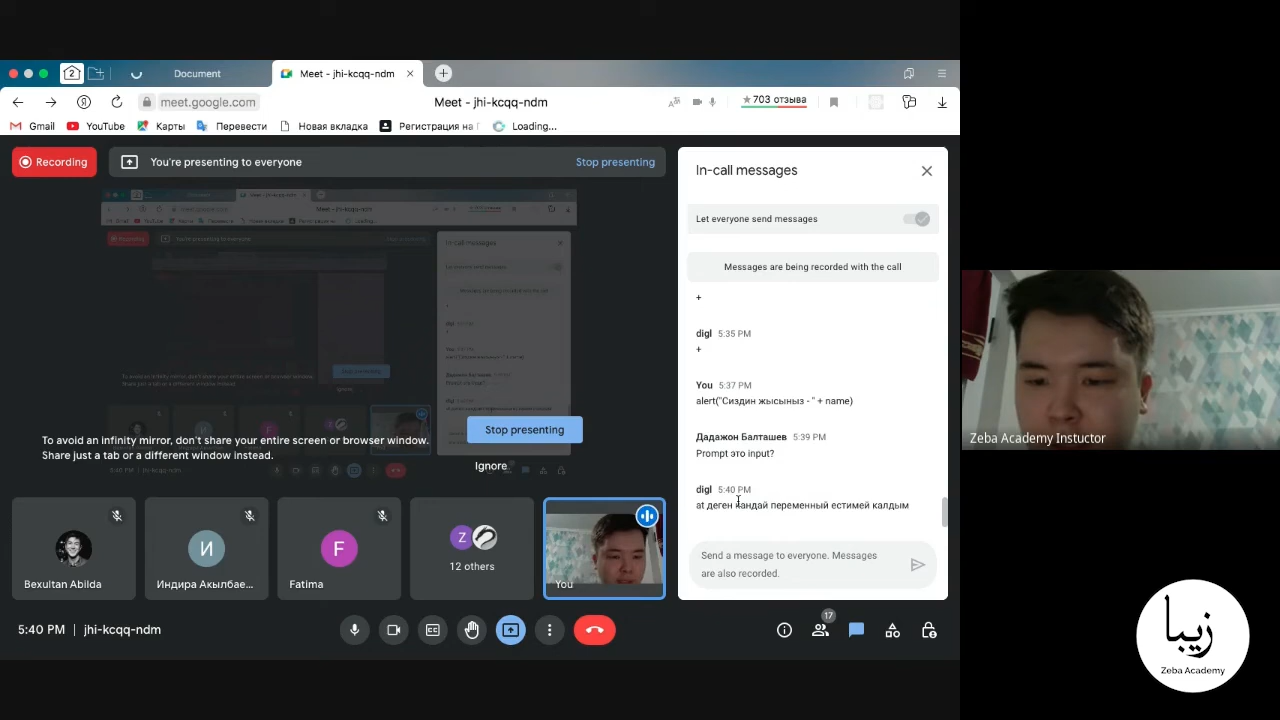 Document
Meet - jhi-kcqq-ndm
meet.google.com
Meet - jhi-kcqq-ndm
★703 отзыва
Gmail
YouTube
Карты
Перевести
Новая вкладка
Регистрация на
Loading...
Recording
You're presenting to everyone
Stop presenting
To avoid an infinity mirror, don't share your entire screen or browser window.
Share just a tab or a different window instead.
Stop presenting
Ignore
In-call messages
Let everyone send messages
Messages are being recorded with the call
+
digl 5:35 PM
+
You 5:37 PM
alert("Сиздин жысыныз - " + name)
Дадажон Балташев 5:39 PM
Prompt это input?
digl 5:40 PM
at деген кандай переменный естимей калдым
Send a message to everyone. Messages
are also recorded.
Bexultan Abilda
И
Индира Акылбае...
F
Fatima
Z
12 others
You
5:40 PM | jhi-kcqq-ndm
17
Zeba Academy Instuctor
زيبا
Zeba Academy